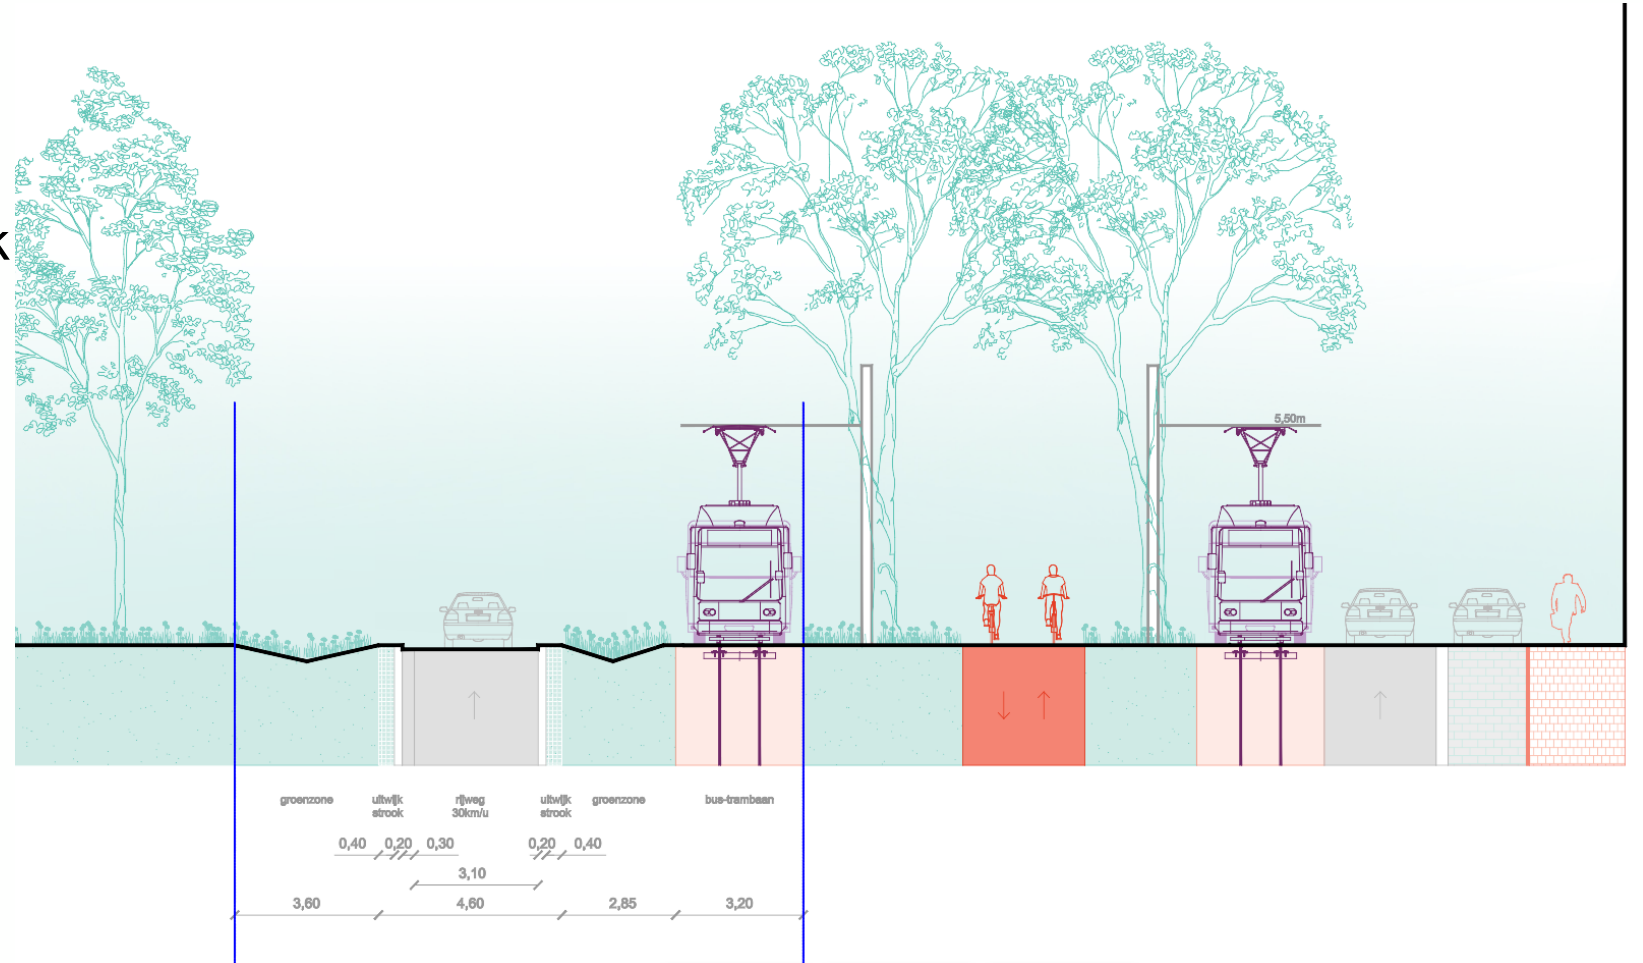 k
5,50m
groenzone
uitwijk
strook
rijweg
30km/u
uitwijk
strook
groenzone
bus-trambaan
0,40 0,20 0,30 0,20 0,40
3,10
3,60 4,60 2,85 3,20